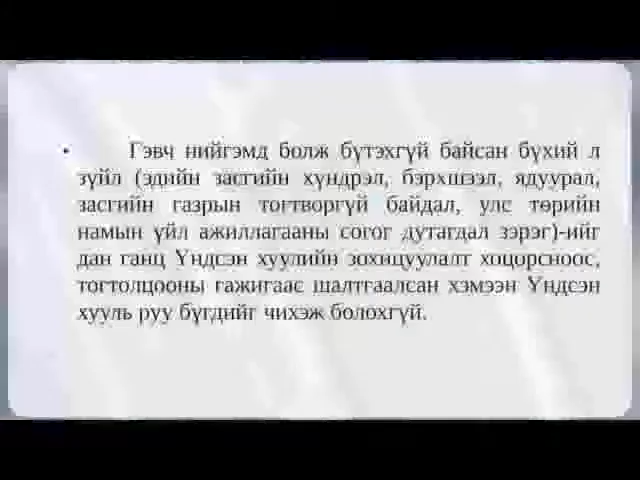 • Гэвч нийгэмд болж бүтэхгүй байсан бүхий л
зүйл (эдийн засгийн хүндрэл, бэрхшээл, ядуурал,
засгийн газрын тогтворгүй байдал, улс төрийн
намын үйл ажиллагааны согог дутагдал зэрэг)-ийг
дан ганц Үндсэн хуулийн зохицуулалт хоцорсноос,
тогтолцооны гажигаас шалтгаалсан хэмээн Үндсэн
хууль руу бүгдийг чихэж болохгүй.